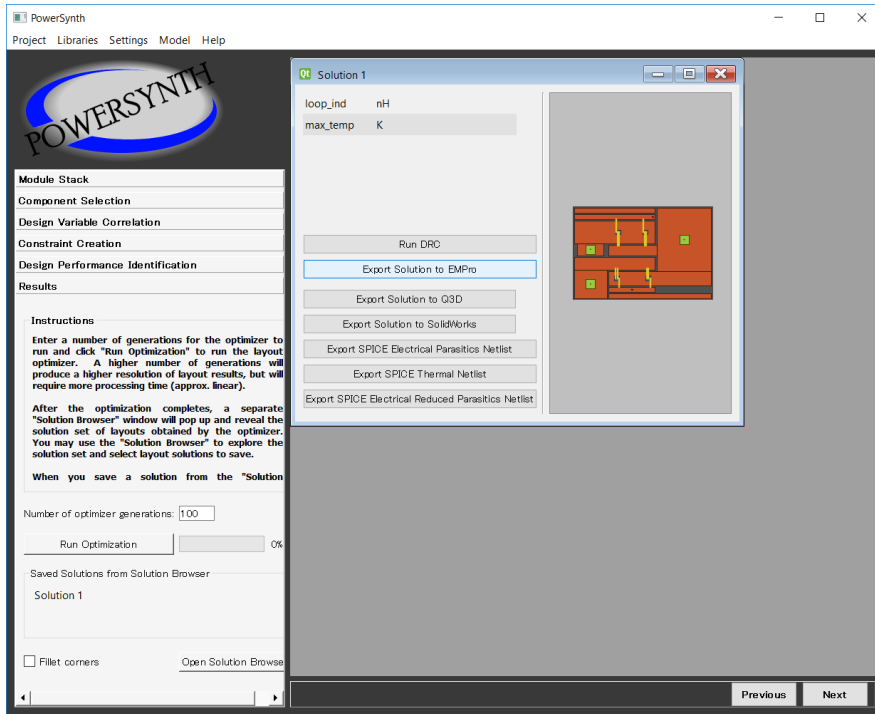 PowerSynth
Project Libraries Settings Model Help
POWERSYNTH
Module Stack
Component Selection
Design Variable Correlation
Constraint Creation
Design Performance Identification
Results
Instructions
Enter a number of generations for the optimizer to
run and click "Run Optimization" to run the layout
optimizer. A higher number of generations will
produce a higher resolution of layout results, but will
require more processing time (approx. linear).
After the optimization completes, a separate
"Solution Browser" window will pop up and reveal the
solution set of layouts obtained by the optimizer.
You may use the "Solution Browser" to explore the
solution set and select layout solutions to save.
When you save a solution from the "Solution
Number of optimizer generations: 100
Run Optimization 0%
Saved Solutions from Solution Browser
Solution 1
Fillet corners Open Solution Browse
Qt Solution 1
loop_ind nH
max_temp K
Run DRC
Export Solution to EMPro
Export Solution to Q3D
Export Solution to SolidWorks
Export SPICE Electrical Parasitics Netlist
Export SPICE Thermal Netlist
Export SPICE Electrical Reduced Parasitics Netlist
Previous Next